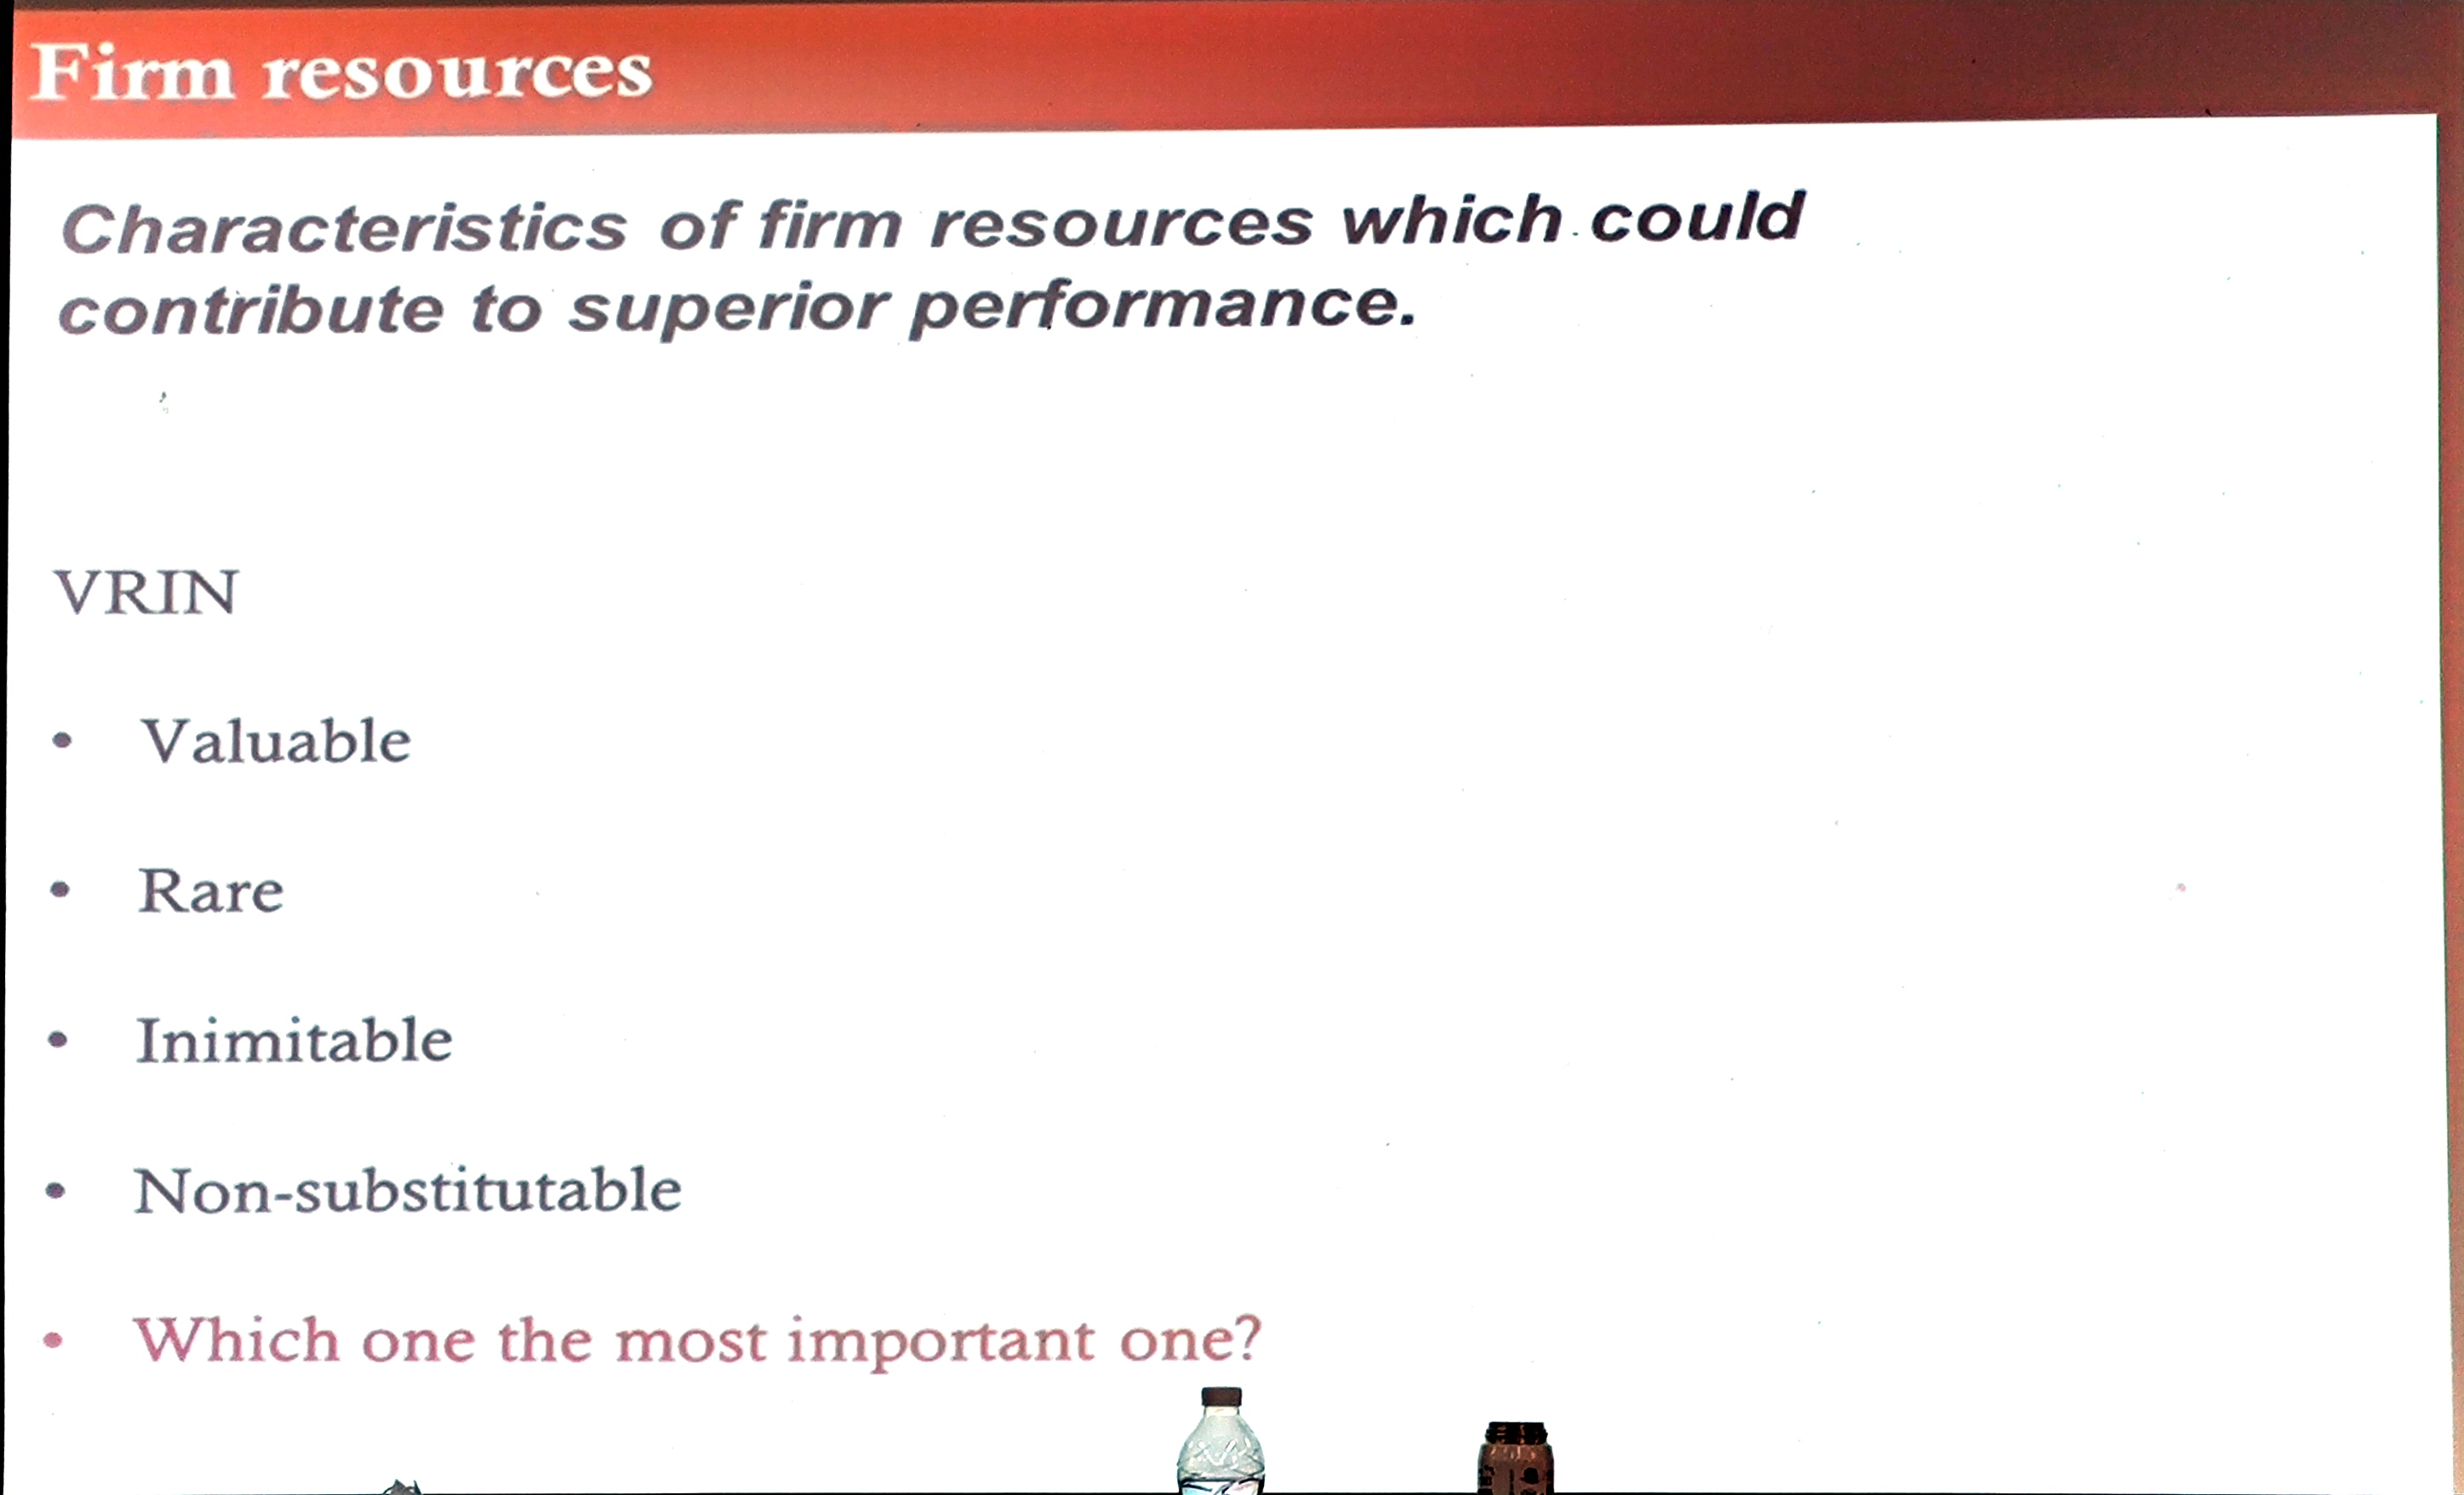 Firm resources
Characteristics of firm resources which could
contribute to superior performance.
VRIN
• Valuable
• Rare
• Inimitable
• Non-substitutable
• Which one the most important one?